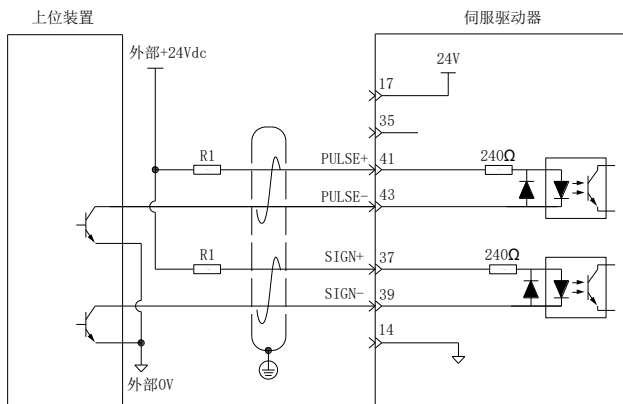 上位装置
伺服驱动器
外部+24Vdc
24V
17
35
R1
PULSE+
41
240Ω
PULSE-
43
R1
SIGN+
37
240Ω
SIGN-
39
14
外部0V